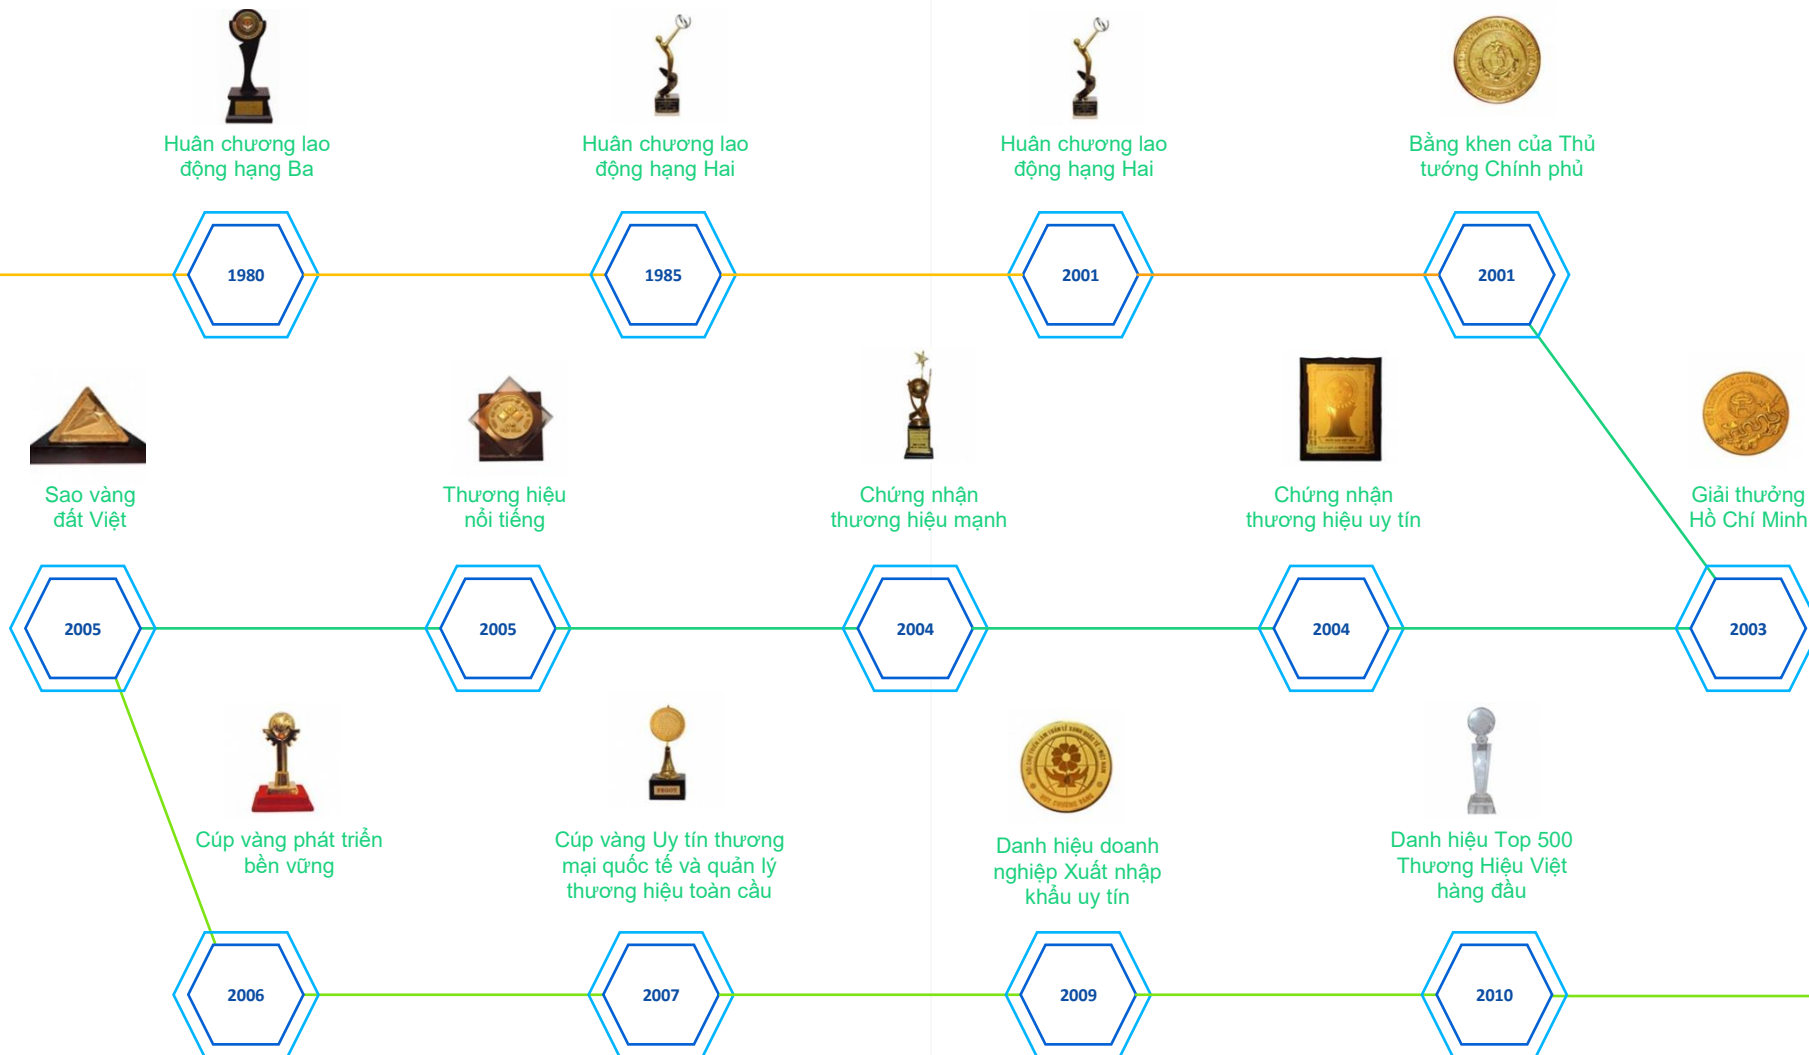 Huân chương lao
động hạng Ba
Huân chương lao
động hạng Hai
Huân chương lao
động hạng Hai
Bằng khen của Thủ
tướng Chính phủ
1980
1985
2001
2001
Sao vàng
đất Việt
Thương hiệu
nổi tiếng
Chứng nhận
thương hiệu mạnh
Chứng nhận
thương hiệu uy tín
Giải thưởng
Hồ Chí Minh
2005
2005
2004
2004
2003
Cúp vàng phát triển
bền vững
Cúp vàng Uy tín thương
mại quốc tế và quản lý
thương hiệu toàn cầu
Danh hiệu doanh
nghiệp Xuất nhập
khẩu uy tín
Danh hiệu Top 500
Thương Hiệu Việt
hàng đầu
2006
2007
2009
2010